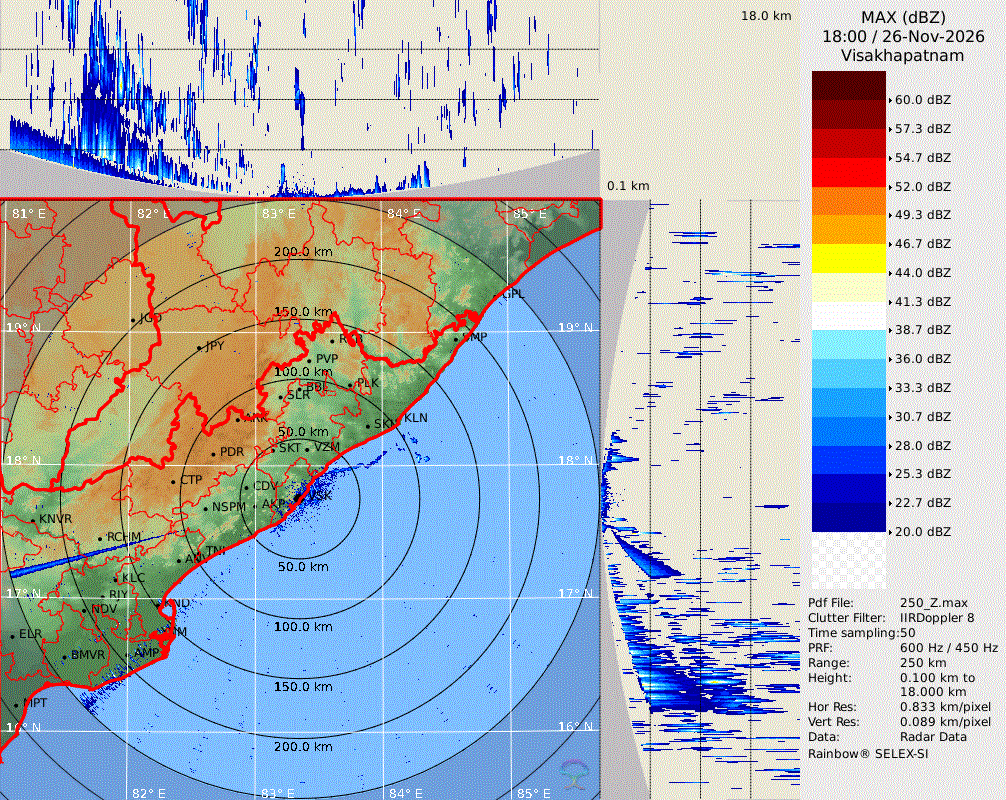 18.0 km
MAX (dBZ)
18:00 / 26-Nov-2026
Visakhapatnam
60.0 dBZ
57.3 dBZ
54.7 dBZ
52.0 dBZ
49.3 dBZ
46.7 dBZ
44.0 dBZ
41.3 dBZ
38.7 dBZ
36.0 dBZ
33.3 dBZ
30.7 dBZ
28.0 dBZ
25.3 dBZ
22.7 dBZ
20.0 dBZ
0.1 km
81° E
82° E
83° E
84° E
85° E
200.0 km
GPL
150.0 km
JGD
19° N
19° N
JPY
PVP
100.0 km
BBL
PLK
SLR
SKL
KLN
50.0 km
PDR
SKT
VZM
18° N
18° N
CTP
CDV
NSPM
AKP
KNVR
RCHM
TNI
50.0 km
KLC
RJY
17° N
17° N
KND
NDV
100.0 km
ELR
BMVR
AMP
150.0 km
MPT
16° N
16° N
200.0 km
82° E
83° E
84° E
85° E
Pdf File: 250_Z.max
Clutter Filter: IIRDoppler 8
Time sampling:50
PRF: 600 Hz / 450 Hz
Range: 250 km
Height: 0.100 km to
18.000 km
Hor Res: 0.833 km/pixel
Vert Res: 0.089 km/pixel
Data: Radar Data
Rainbow® SELEX-SI